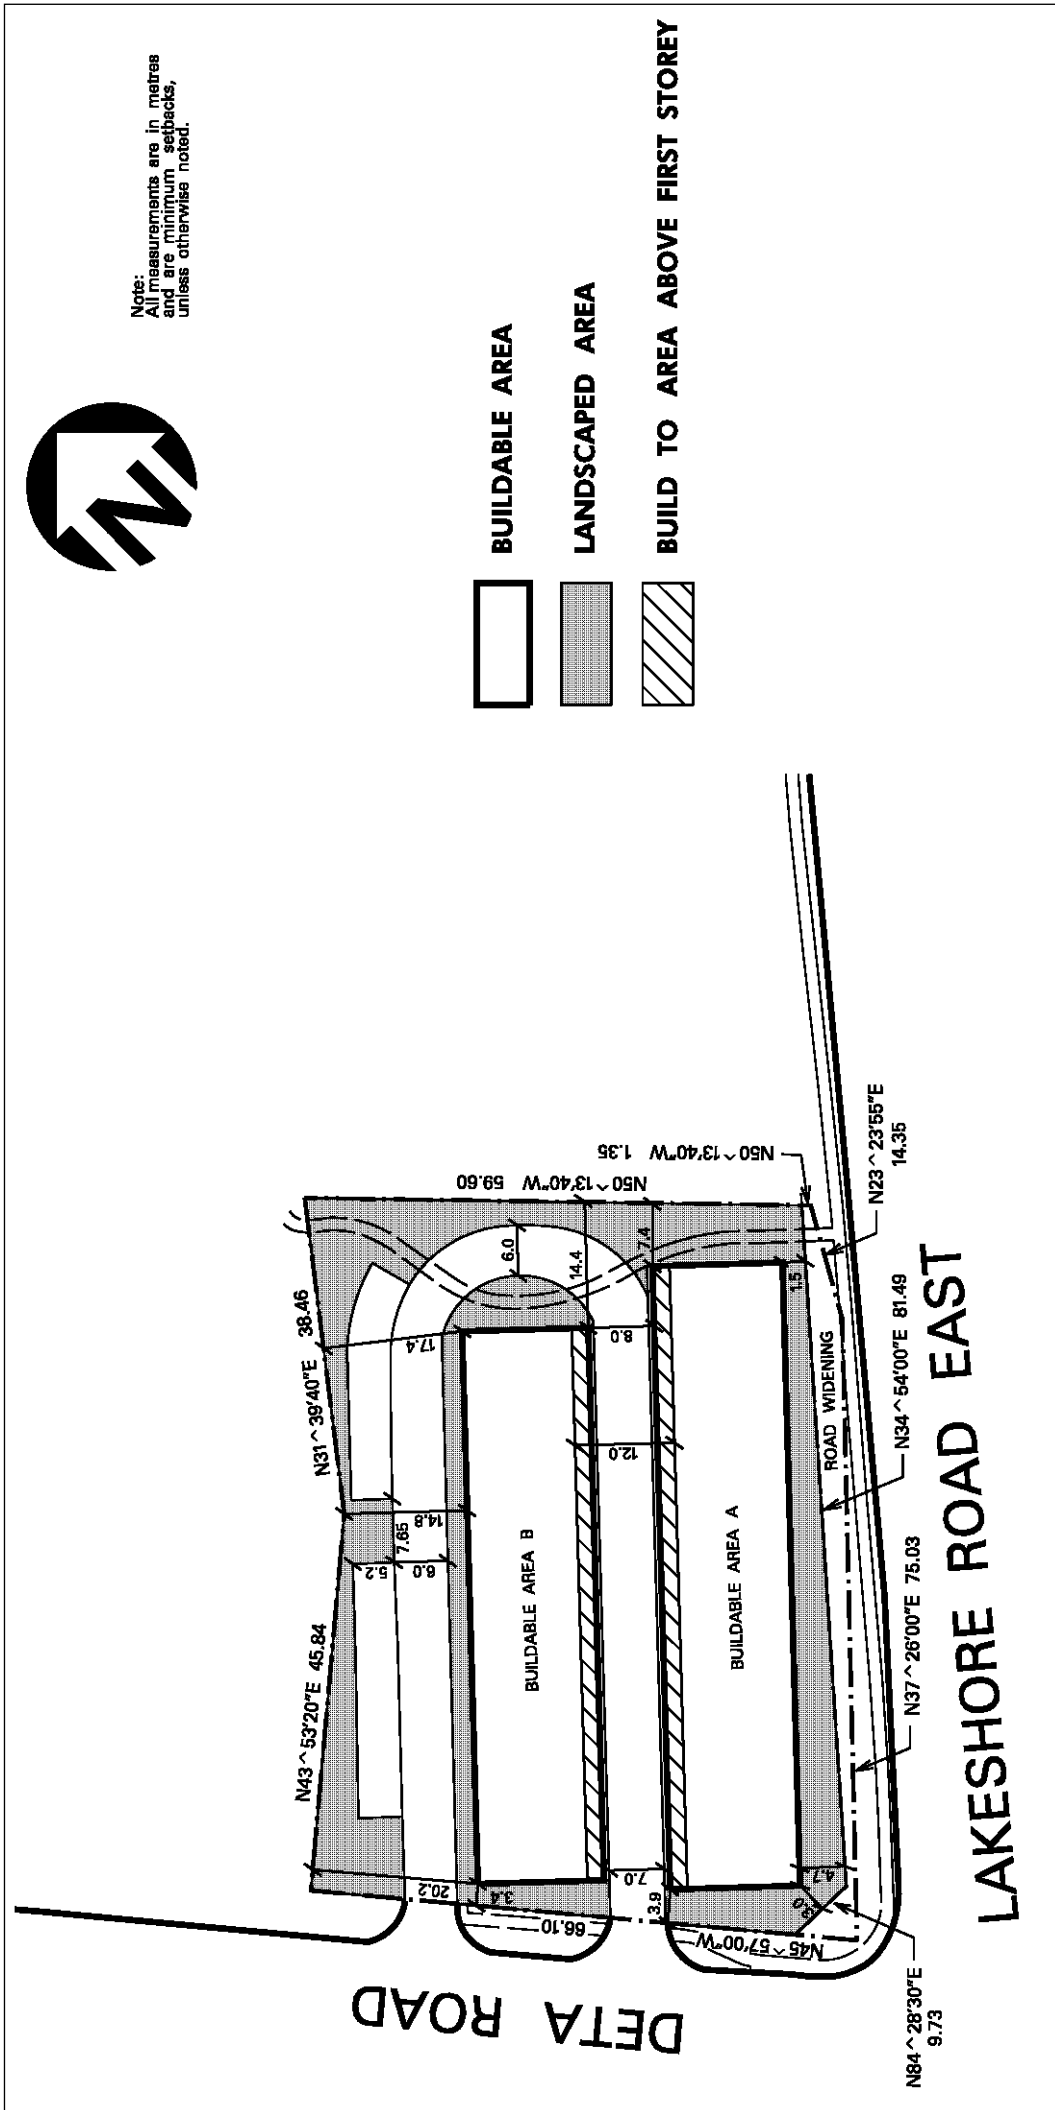 Note:
All measurements are in metres
and are minimum setbacks,
unless otherwise noted.
N
BUILDABLE AREA
LANDSCAPED AREA
BUILD TO AREA ABOVE FIRST STOREY
N43^53'20"E 45.84
N31^39'40"E 38.46
N50^13'40"W 59.60
N50^13'40"W 1.35
20.2
5.2
7.65
6.0
14.8
17.4
6.0
14.4
7.4
3.4
BUILDABLE AREA B
8.0
12.0
66.10
7.0
3.9
BUILDABLE AREA A
1.5
4.7
3.0
N45^57'00"W
ROAD WIDENING
N23^23'55"E
14.35
N34^54'00"E 81.49
N37^26'00"E 75.03
N84^28'30"E
9.73
DETA ROAD
LAKESHORE ROAD EAST